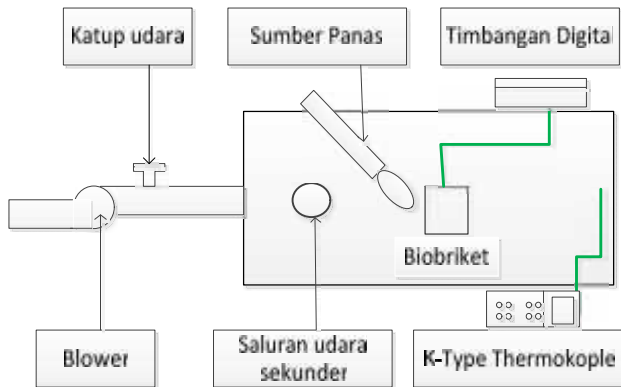 Katup udara
Sumber Panas
Timbangan Digital
Biobriket
Blower
Saluran udara
sekunder
K-Type Thermokople